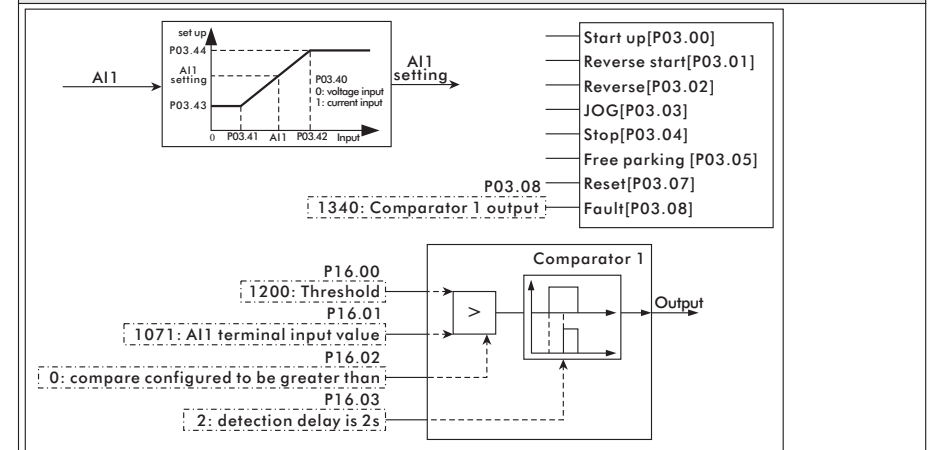 set up
P03.44
AI1
setting
P03.43
0 P03.41 AI1 P03.42 Input
P03.40
0: voltage input
1: current input
AI1
AI1
setting
Start up[P03.00]
Reverse start[P03.01]
Reverse[P03.02]
JOG[P03.03]
Stop[P03.04]
Free parking [P03.05]
Reset[P03.07]
Fault[P03.08]
P03.08
1340: Comparator 1 output
Comparator 1
P16.00
1200: Threshold
P16.01
1071: AI1 terminal input value
P16.02
0: compare configured to be greater than
P16.03
2: detection delay is 2s
>
Output